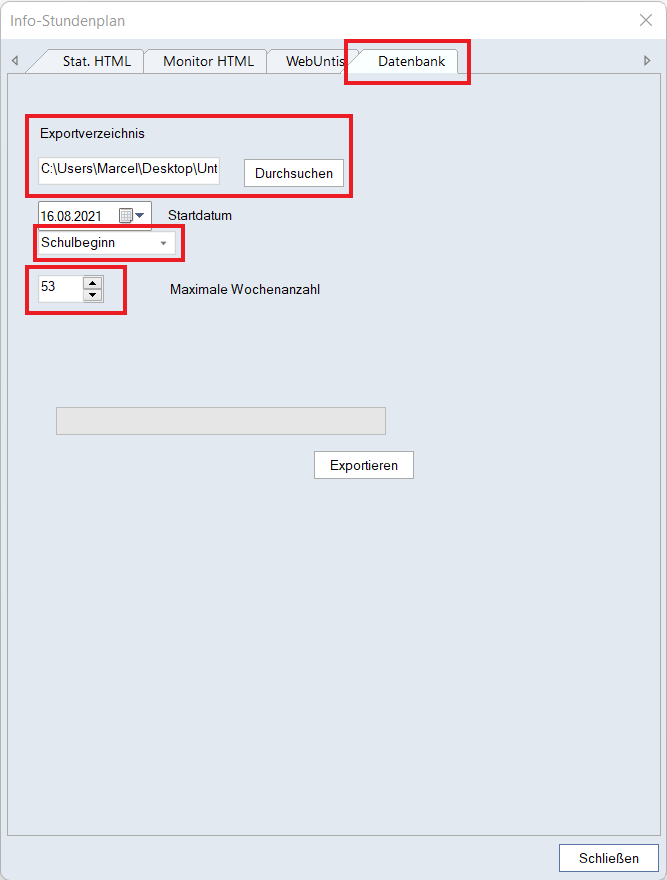 Info-Stundenplan
Stat. HTML Monitor HTML WebUntis Datenbank
Exportverzeichnis
C:\Users\Marcel\Desktop\Unt Durchsuchen
16.08.2021 Startdatum
Schulbeginn
53 Maximale Wochenanzahl
Exportieren
Schließen